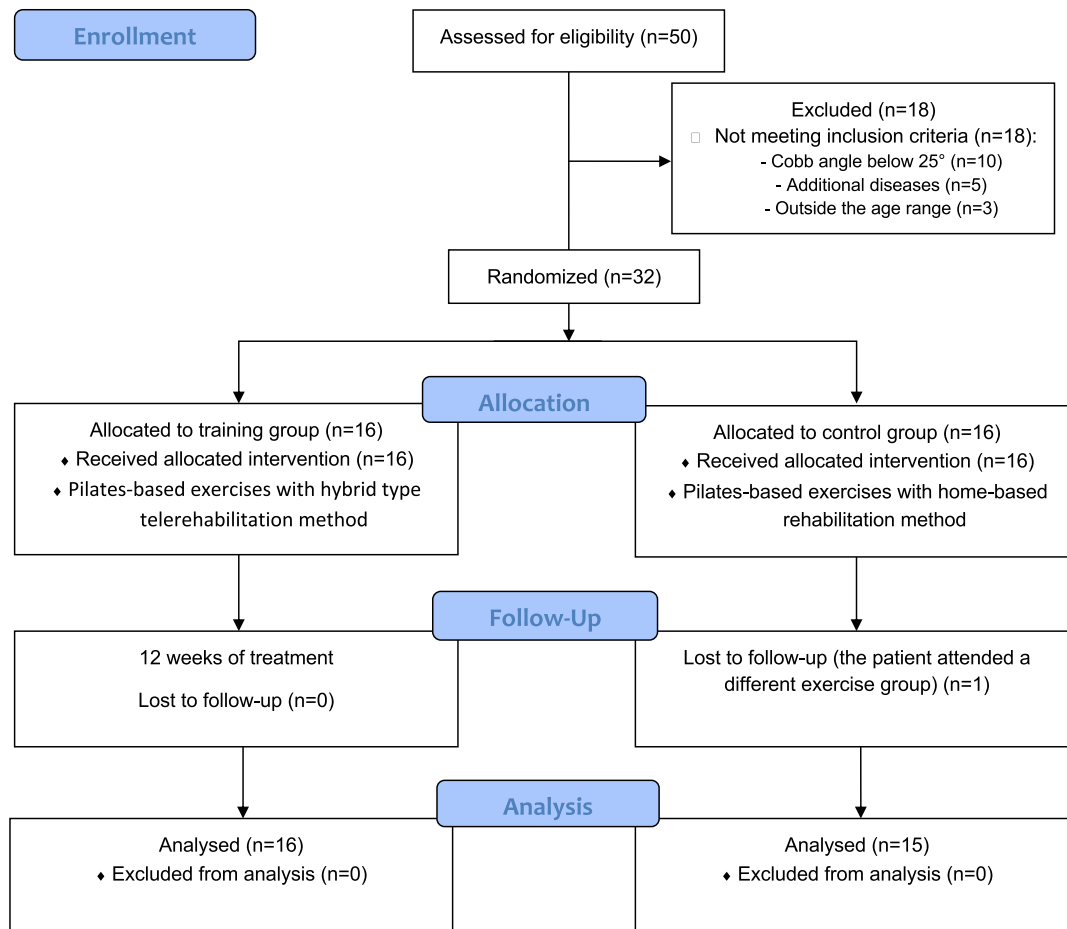 Enrollment
Assessed for eligibility (n=50)
Excluded (n=18)
Not meeting inclusion criteria (n=18):
- Cobb angle below 25° (n=10)
- Additional diseases (n=5)
- Outside the age range (n=3)
Randomized (n=32)
Allocation
Allocated to training group (n=16)
♦ Received allocated intervention (n=16)
♦ Pilates-based exercises with hybrid type
telerehabilitation method
Allocated to control group (n=16)
♦ Received allocated intervention (n=16)
♦ Pilates-based exercises with home-based
rehabilitation method
Follow-Up
12 weeks of treatment
Lost to follow-up (n=0)
Lost to follow-up (the patient attended a
different exercise group) (n=1)
Analysis
Analysed (n=16)
♦ Excluded from analysis (n=0)
Analysed (n=15)
♦ Excluded from analysis (n=0)